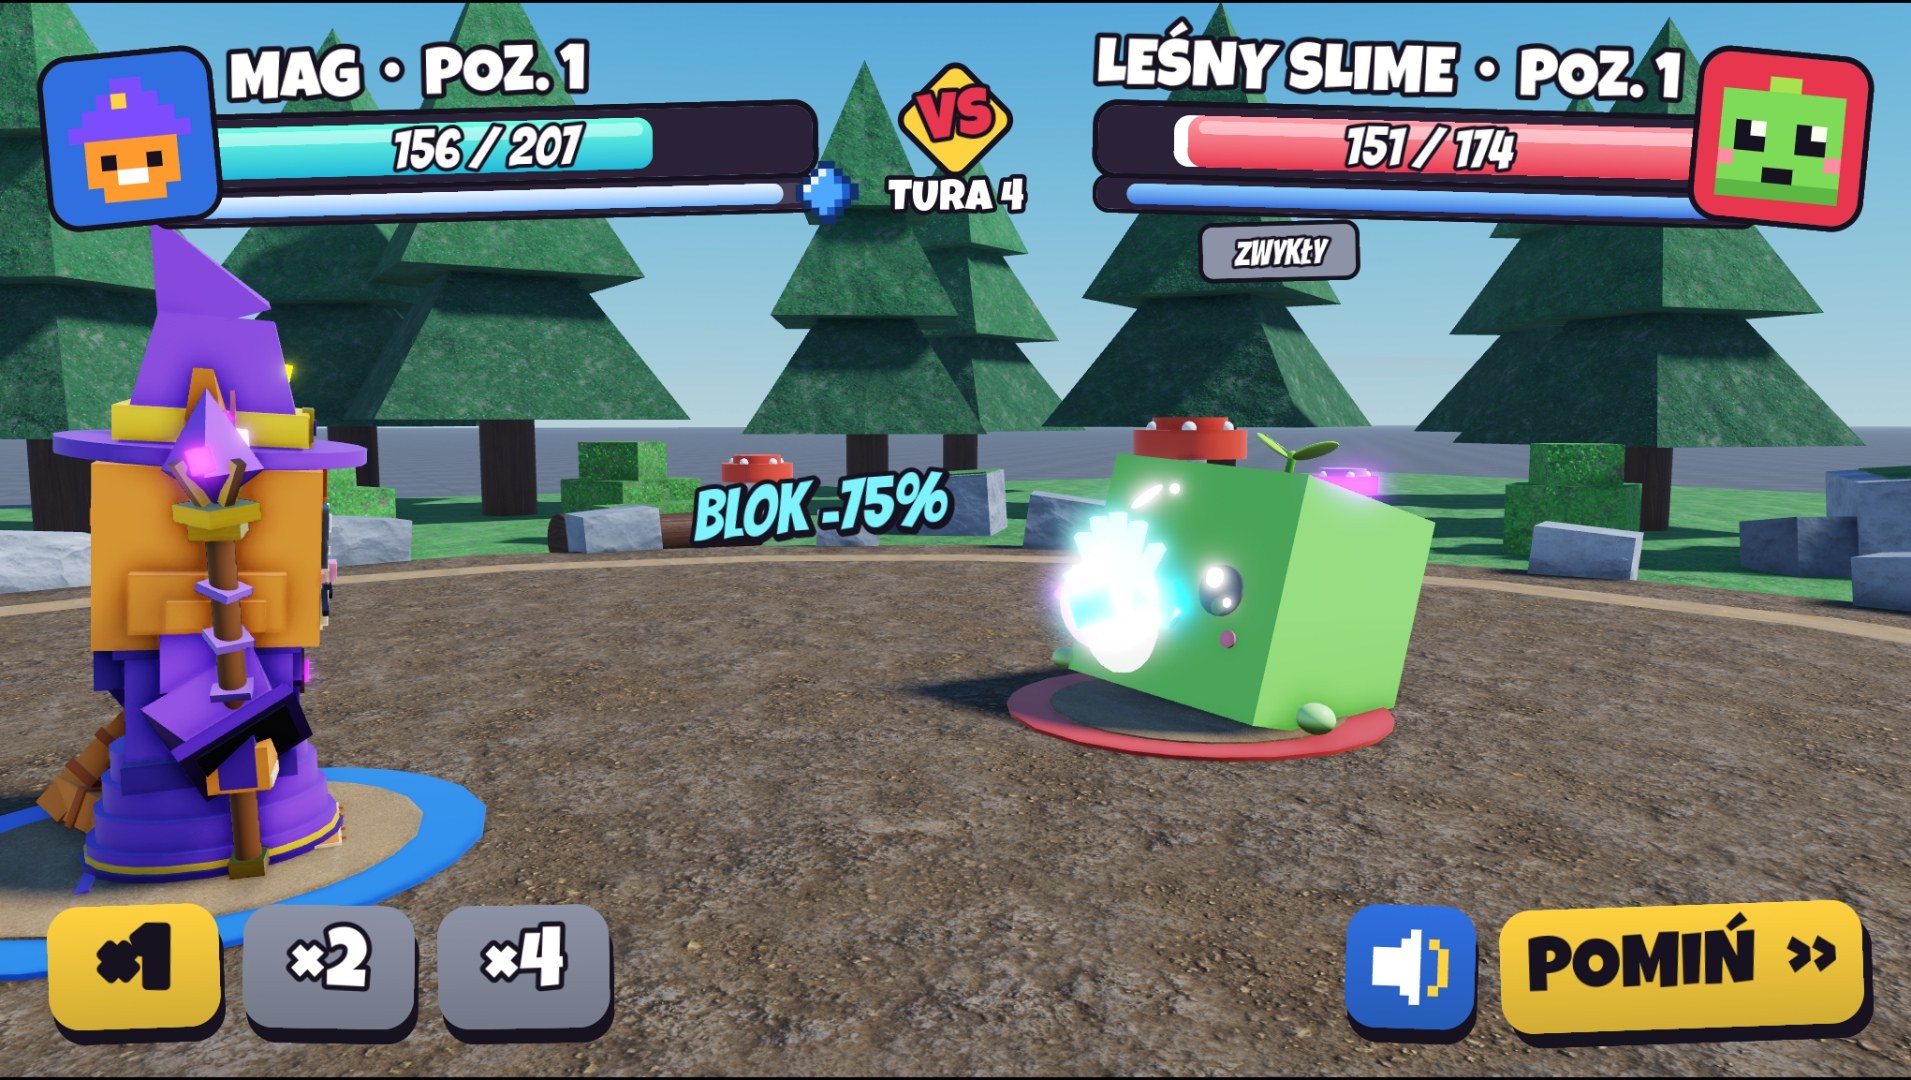 MAG • POZ. 1
156 / 207
VS
TURA 4
LEŚNY SLIME • POZ. 1
151 / 174
ZWYKŁY
BLOK -75%
×1
×2
×4
POMIŃ »